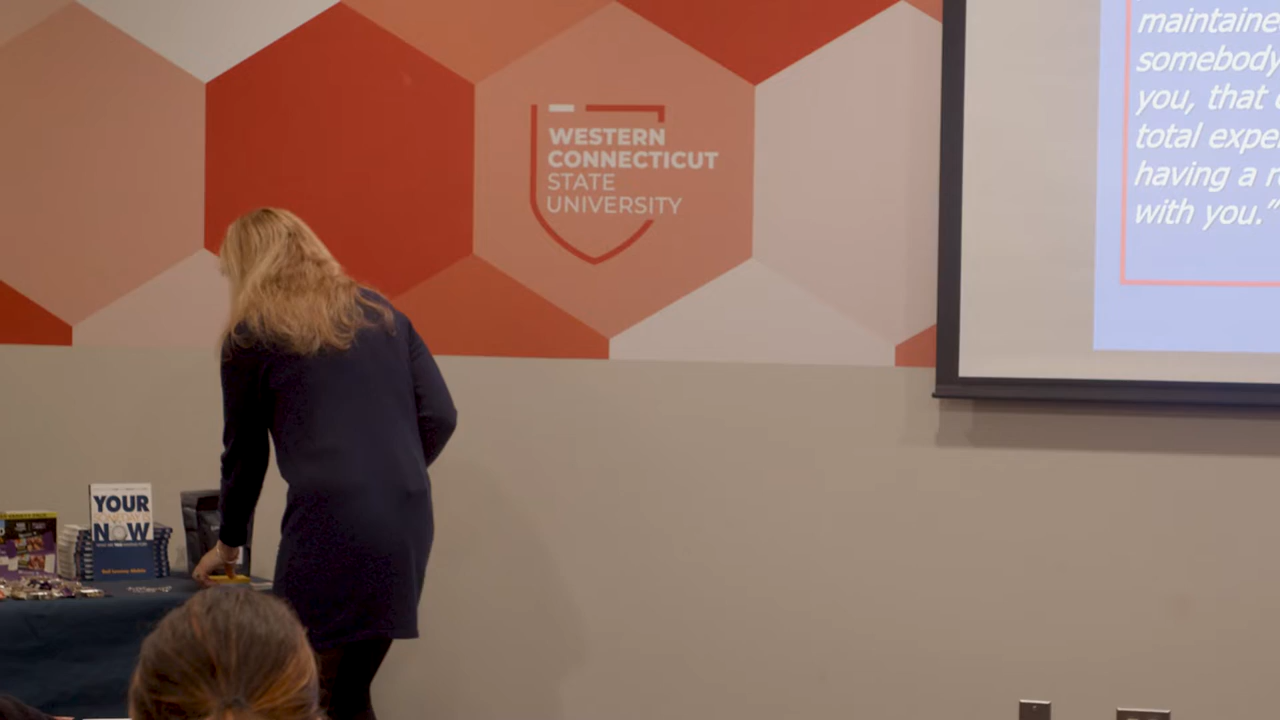 WESTERN
CONNECTICUT
STATE
UNIVERSITY
maintaine
somebody
you, that
total expe
having a r
with you."
YOUR
NOW